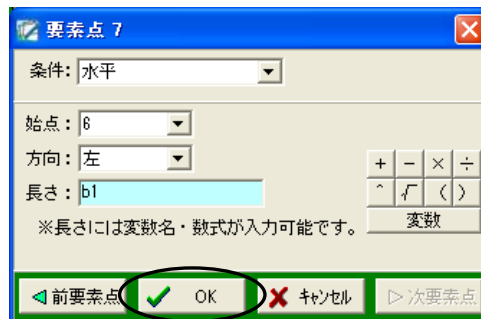 要素点 7
条件: 水平
始点: 6
方向: 左
長さ: b1
+ - × ÷
^ √ ( )
※長さには変数名・数式が入力可能です。 変数
前要素点 OK キャンセル ▷次要素点